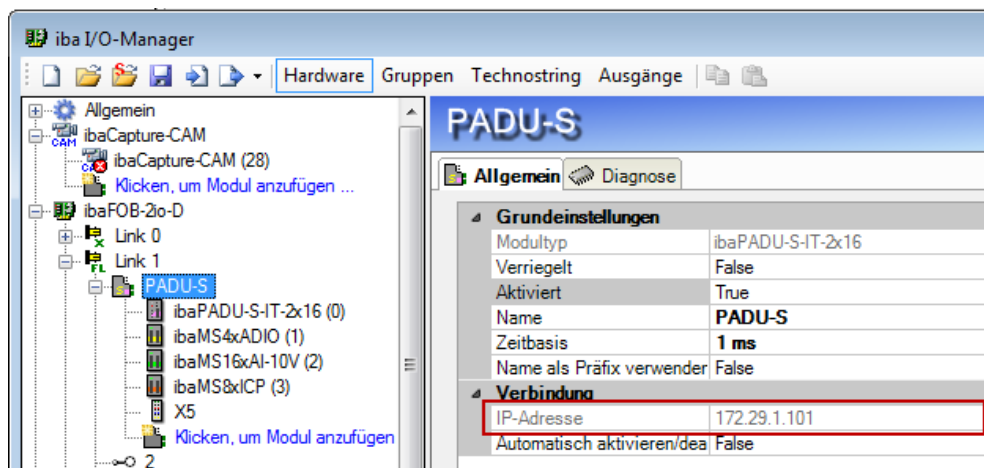 iba I/O-Manager
Hardware Gruppen Technostring Ausgänge
Allgemein
CAM ibaCapture-CAM
ibaCapture-CAM (28)
Klicken, um Modul anzufügen ...
ibaFOB-2io-D
Link 0
FL Link 1
PADU-S
ibaPADU-S-IT-2x16 (0)
ibaMS4xADIO (1)
ibaMS16xAI-10V (2)
ibaMS8xICP (3)
X5
Klicken, um Modul anzufügen
2
PADU-S
Allgemein Diagnose
Grundeinstellungen
Modultyp ibaPADU-S-IT-2x16
Verriegelt False
Aktiviert True
Name PADU-S
Zeitbasis 1 ms
Name als Präfix verwender False
Verbindung
IP-Adresse 172.29.1.101
Automatisch aktivieren/dea False